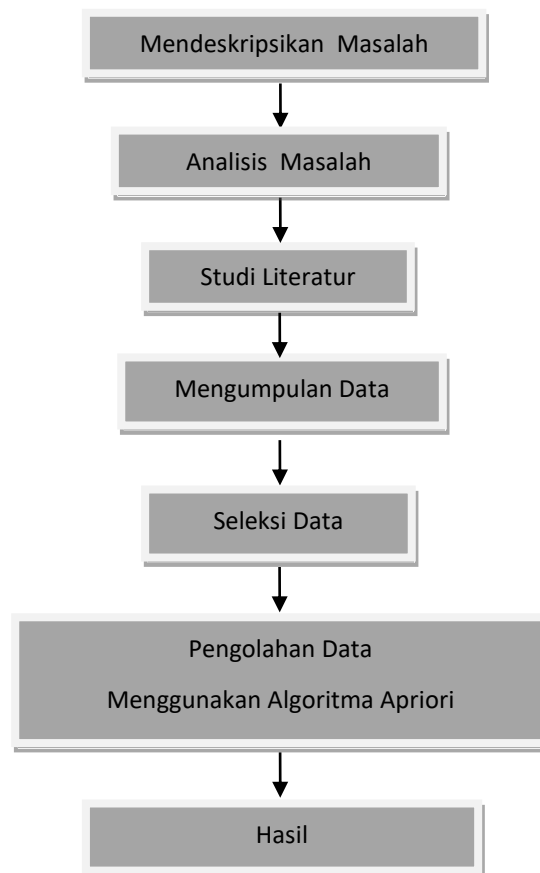 Mendeskripsikan Masalah
Analisis Masalah
Studi Literatur
Mengumpulan Data
Seleksi Data
Pengolahan Data
Menggunakan Algoritma Apriori
Hasil